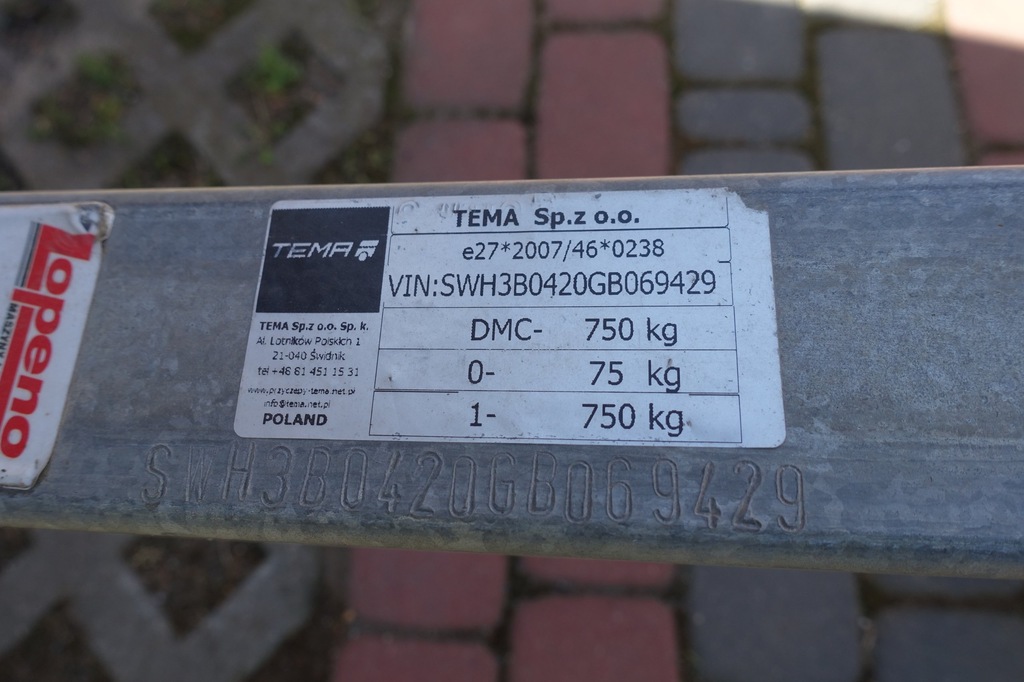 Lopeno
TEMA
TEMA Sp.z o.o. Sp. k.
Al. Lotników Polskich 1
21-040 Świdnik
tel +48 81 451 15 31
www.przyczepy-tema.net.pl
info@tema.net.pl
POLAND
TEMA Sp.z o.o.
e27*2007/46*0238
VIN:SWH3B0420GB069429
DMC- 750 kg
0- 75 kg
1- 750 kg
SWH3B0420GB069429